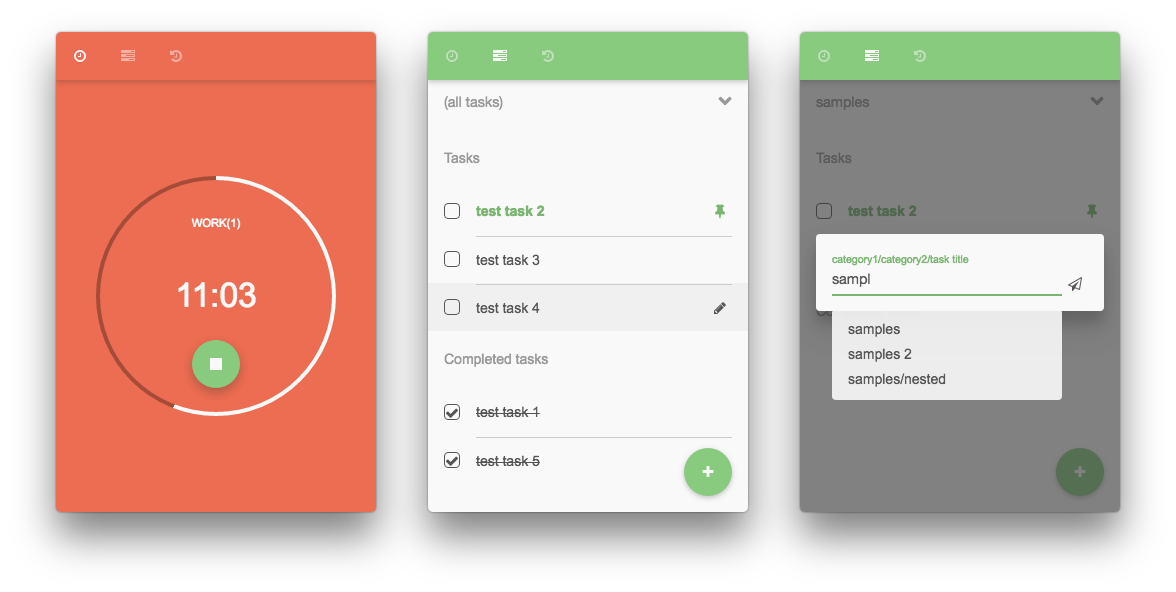 WORK(1)
11:03
(all tasks)
Tasks
test task 2
test task 3
test task 4
Completed tasks
test task 1
test task 5
samples
Tasks
test task 2
category1/category2/task title
sampl
samples
samples 2
samples/nested